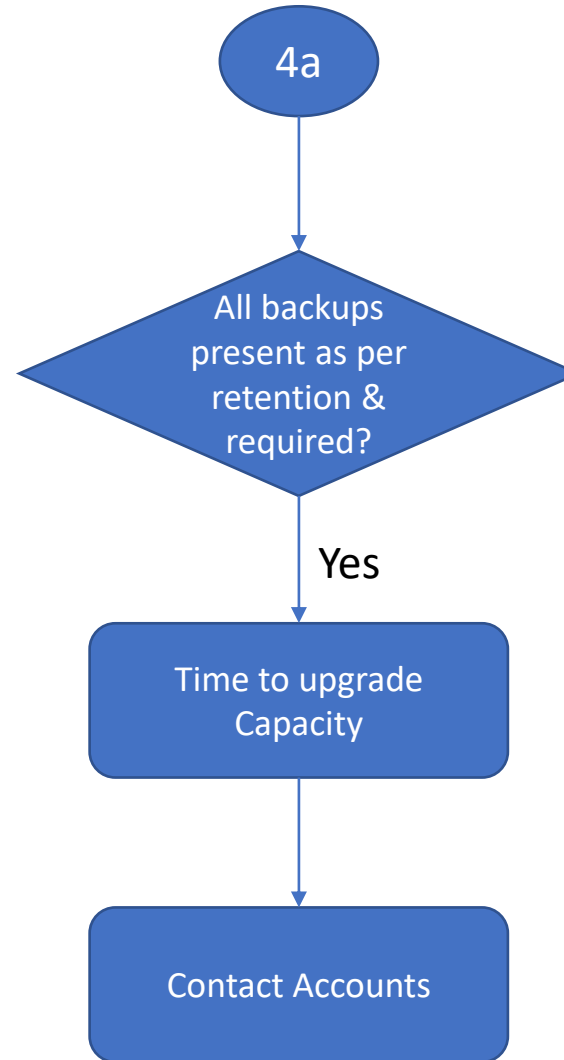 4a
All backups
present as per
retention &
required?
Yes
Time to upgrade
Capacity
Contact Accounts